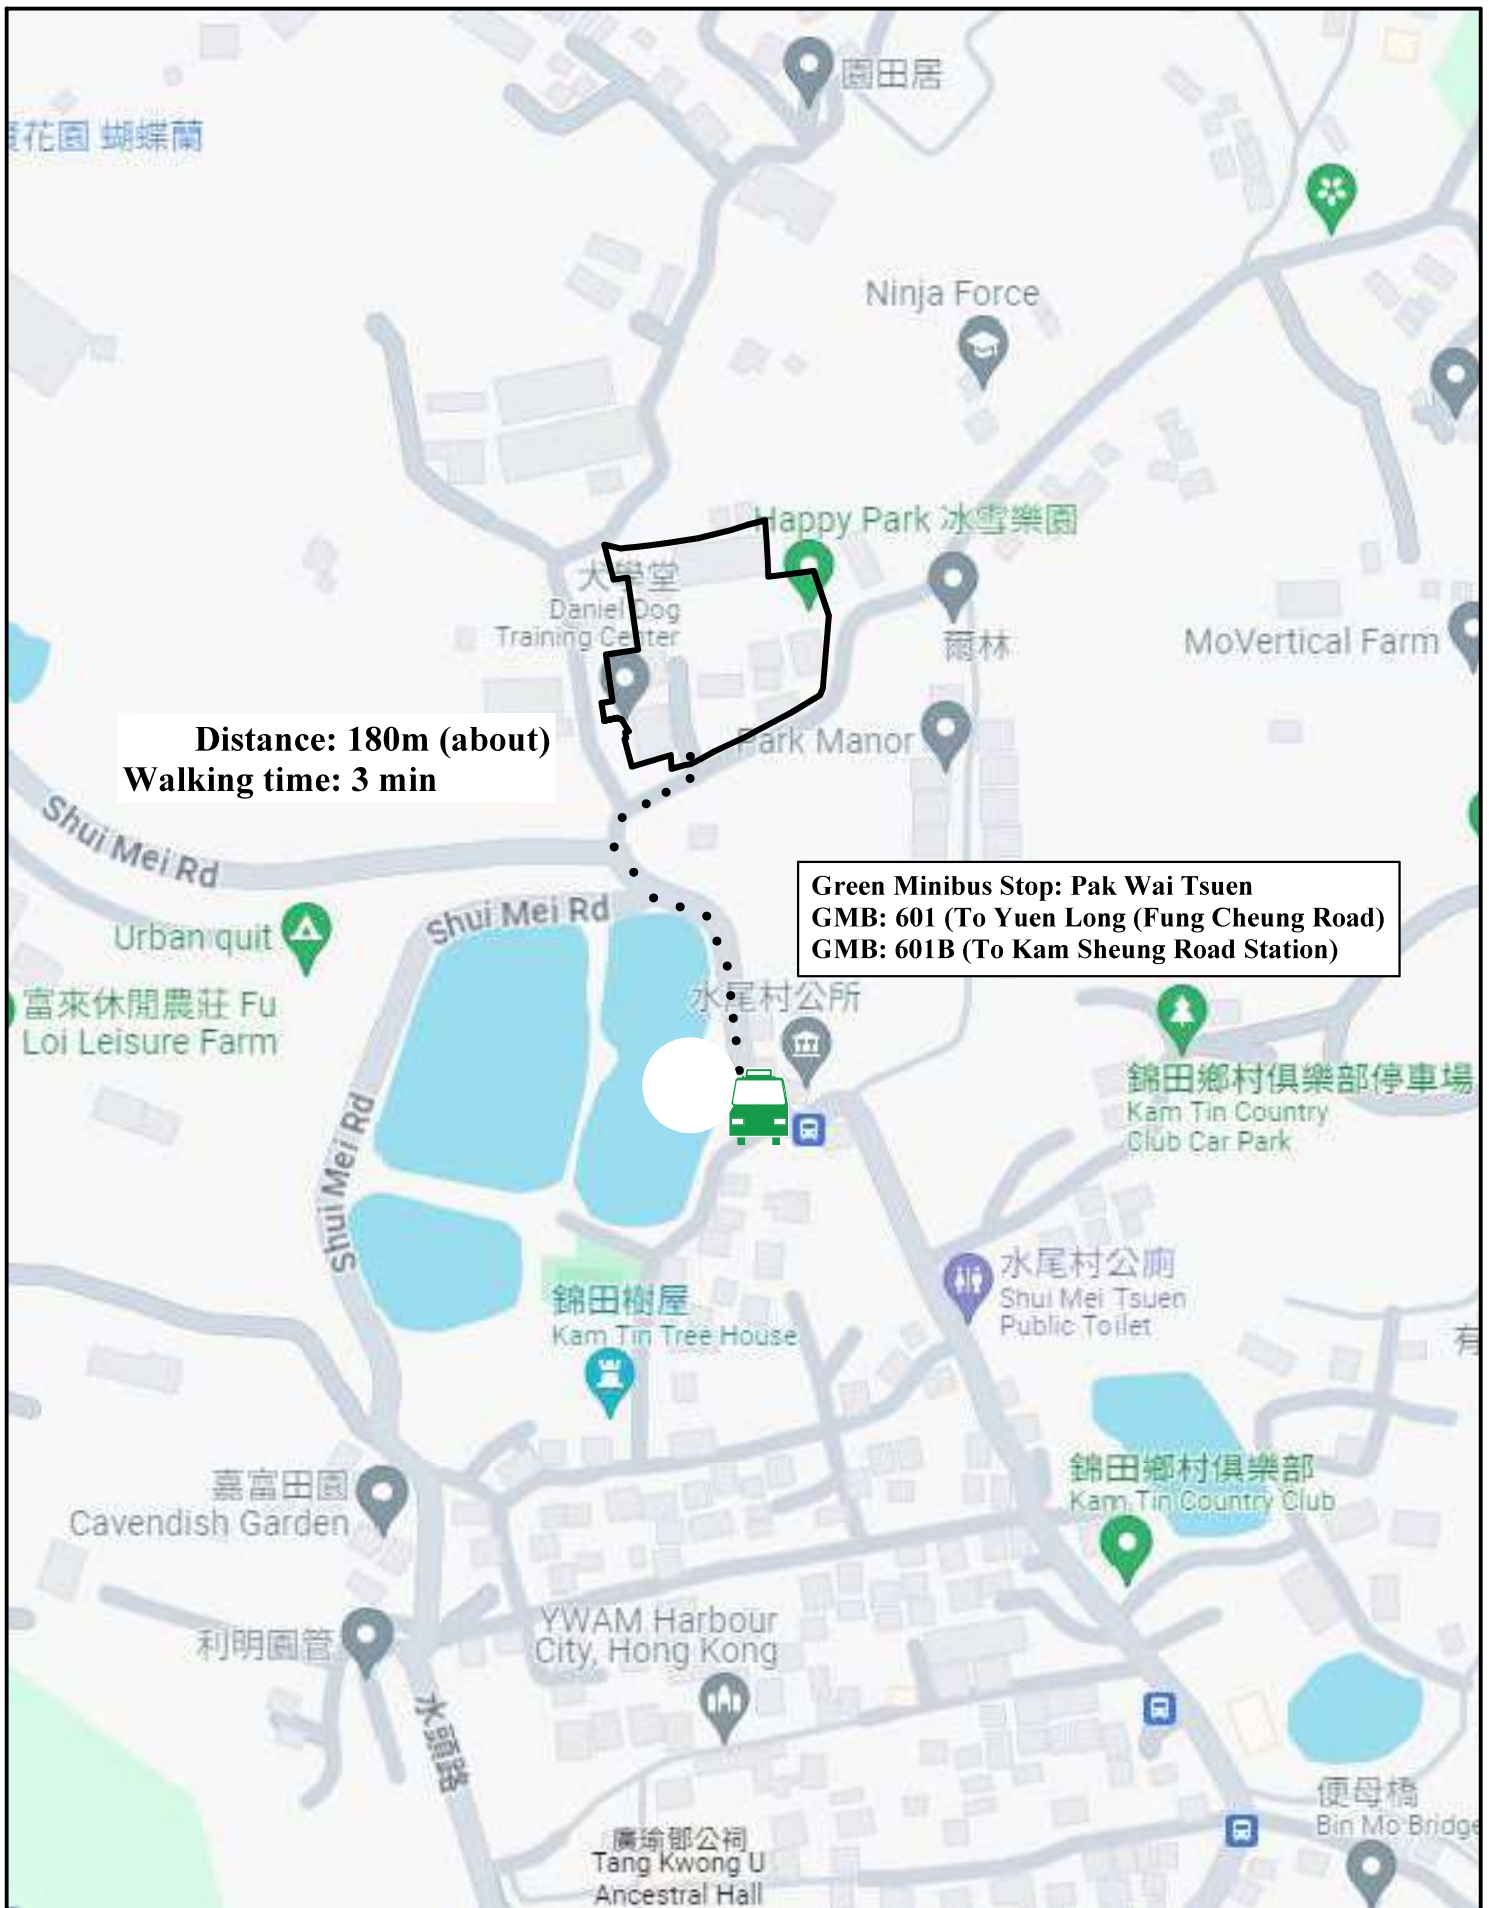 園田居
花園 蝴蝶蘭
Ninja Force
Happy Park 冰雪樂園
犬學堂
Daniel Dog
Training Center
爾林
MoVertical Farm
Distance: 180m (about)
Walking time: 3 min
Park Manor
Shui Mei Rd
Shui Mei Rd
Green Minibus Stop: Pak Wai Tsuen
GMB: 601 (To Yuen Long (Fung Cheung Road)
GMB: 601B (To Kam Sheung Road Station)
Urban quit
富來休閒農莊 Fu
Loi Leisure Farm
水尾村公所
錦田鄉村俱樂部停車場
Kam Tin Country
Club Car Park
Shui Mei Rd
水尾村公廁
Shui Mei Tsuen
Public Toilet
錦田樹屋
Kam Tin Tree House
有
錦田鄉村俱樂部
Kam Tin Country Club
嘉富田園
Cavendish Garden
YWAM Harbour
City, Hong Kong
利明園管
水頭路
便母橋
Bin Mo Bridge
廣瑜鄧公祠
Tang Kwong U
Ancestral Hall